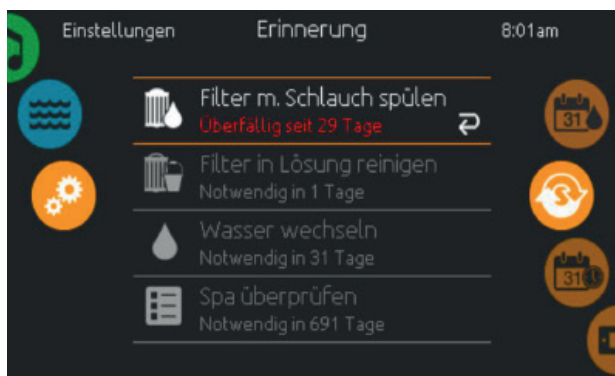 Einstellungen Erinnerung 8:01am
Filter m. Schlauch spülen
Überfällig seit 29 Tage
Filter in Lösung reinigen
Notwendig in 1 Tage
Wasser wechseln
Notwendig in 31 Tage
Spa überprüfen
Notwendig in 691 Tage
31
31